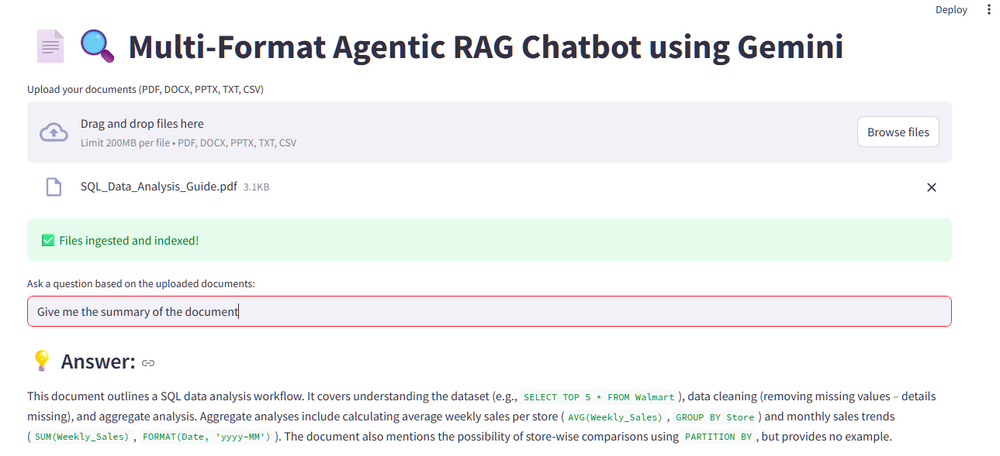 Deploy
Multi-Format Agentic RAG Chatbot using Gemini
Upload your documents (PDF, DOCX, PPTX, TXT, CSV)
Drag and drop files here
Limit 200MB per file • PDF, DOCX, PPTX, TXT, CSV
Browse files
SQL_Data_Analysis_Guide.pdf 3.1KB
Files ingested and indexed!
Ask a question based on the uploaded documents:
Give me the summary of the document
Answer:
This document outlines a SQL data analysis workflow. It covers understanding the dataset (e.g., SELECT TOP 5 * FROM Walmart ), data cleaning (removing missing values – details
missing), and aggregate analysis. Aggregate analyses include calculating average weekly sales per store ( AVG(Weekly_Sales) , GROUP BY Store ) and monthly sales trends
( SUM(Weekly_Sales) , FORMAT(Date, 'yyyy-MM') ). The document also mentions the possibility of store-wise comparisons using PARTITION BY , but provides no example.